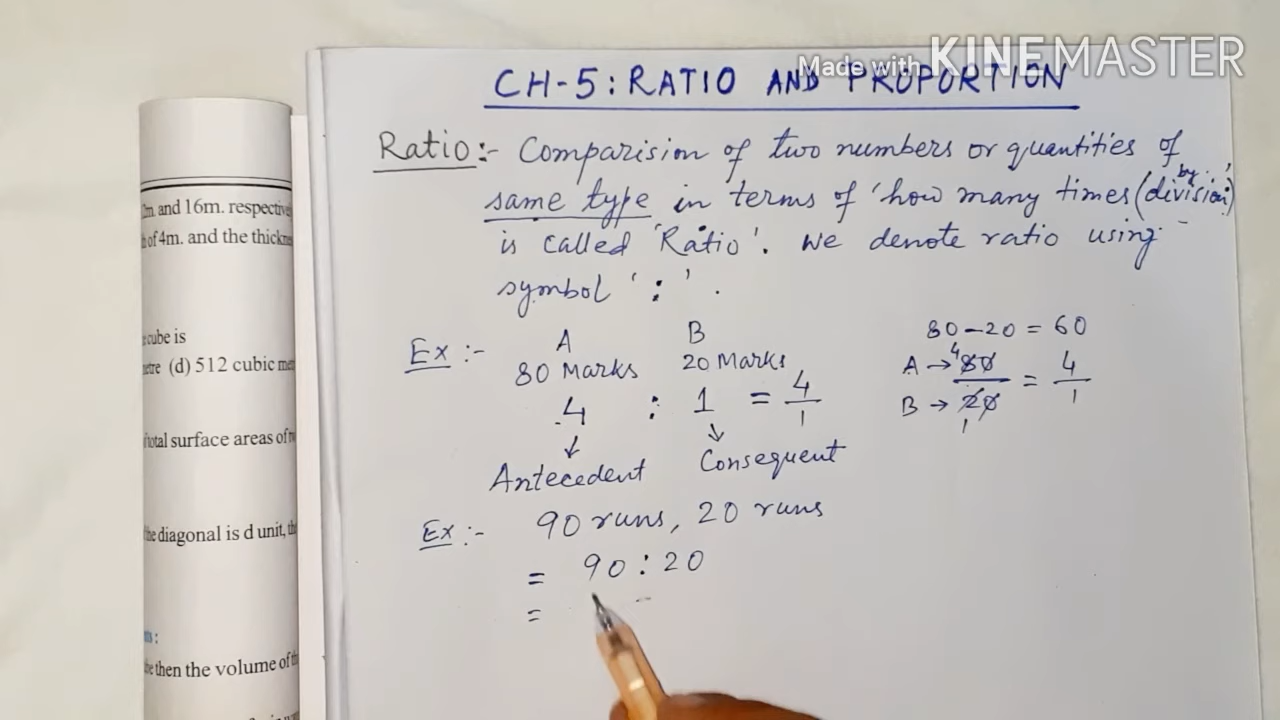 Made with KINEMASTER
CH-5: RATIO AND PROPORTION
Ratio:- Comparision of two numbers or quantities of
same type in terms of 'how many times (by division)'
is called 'Ratio'. We denote ratio using
symbol ':'.
Ex:- A B
80 Marks 20 Marks
4 : 1 = 4/1
Antecedent Consequent
80-20 = 60
A → 80 4
B → 20 1
= 4/1
Ex:- 90 runs, 20 runs
= 90:20
=
2m. and 16m. respective
h of 4m. and the thickn
cube is
metre (d) 512 cubic me
total surface areas of
the diagonal is d unit,
then the volume of